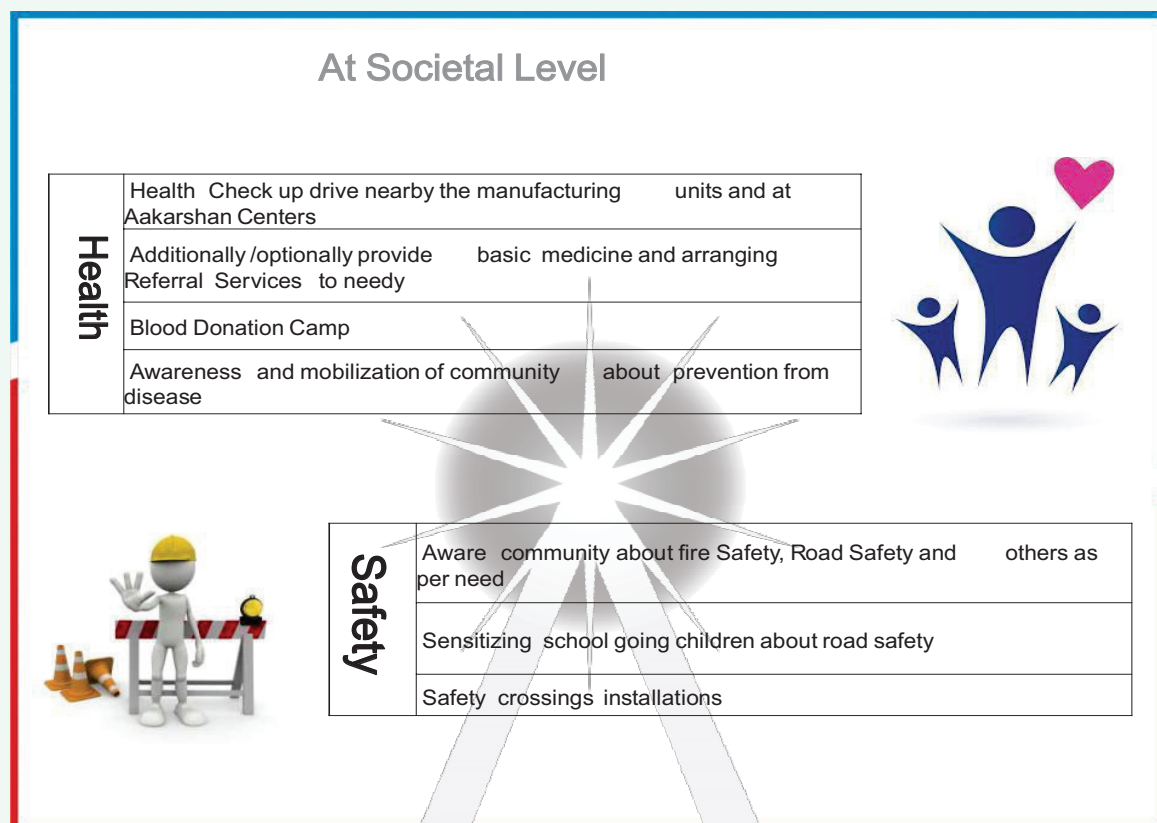 At Societal Level
Health
Health Check up drive nearby the manufacturing units and at
Aakarshan Centers
Additionally /optionally provide basic medicine and arranging
Referral Services to needy
Blood Donation Camp
Awareness and mobilization of community about prevention from
disease
Safety
Aware community about fire Safety, Road Safety and others as
per need
Sensitizing school going children about road safety
Safety crossings installations